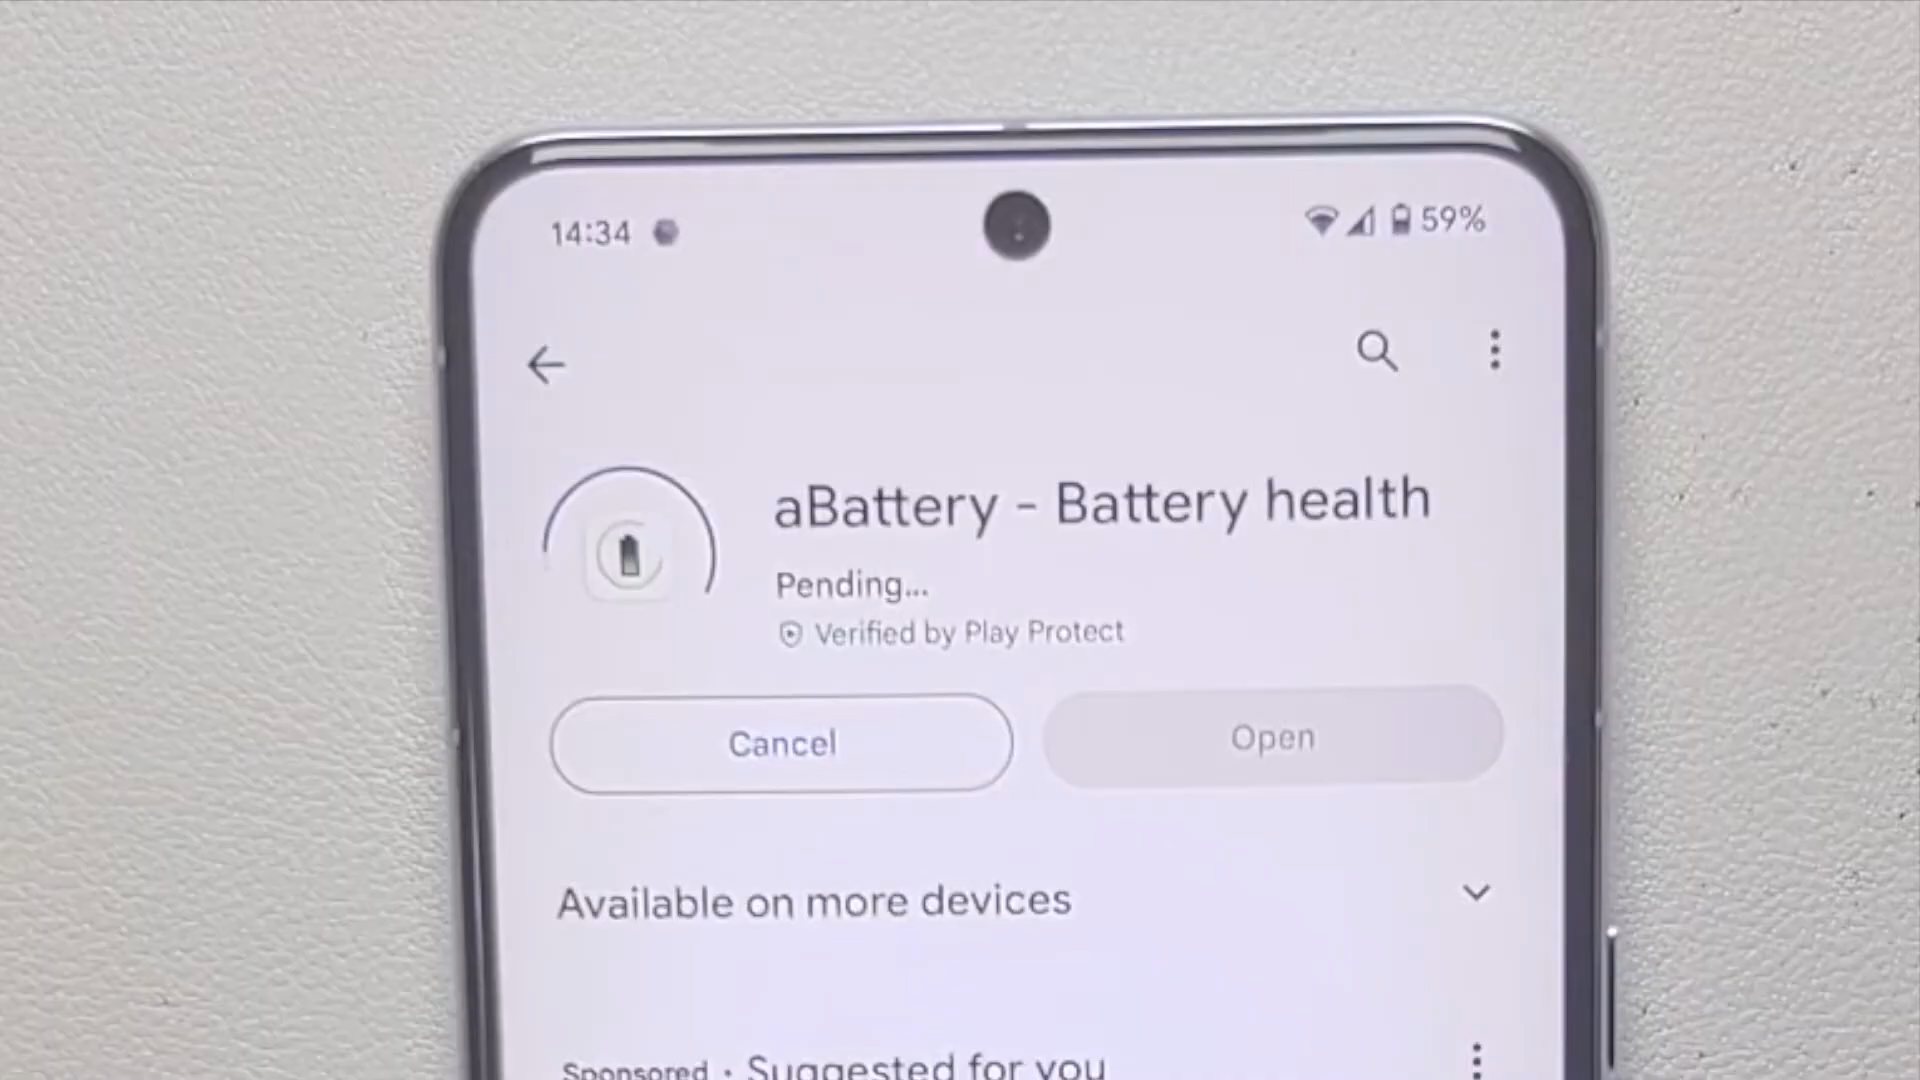 14:34
59%
aBattery - Battery health
Pending...
Verified by Play Protect
Cancel
Open
Available on more devices
Sponsored • Suggested for you